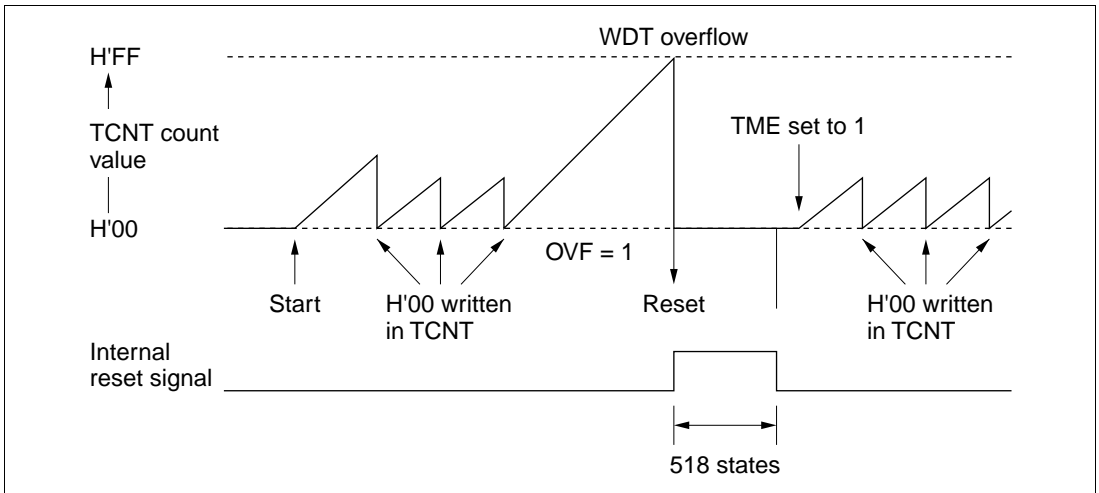 WDT overflow
H'FF
TCNT count
value
TME set to 1
H'00
OVF = 1
Start
H'00 written
in TCNT
Reset
H'00 written
in TCNT
Internal
reset signal
518 states